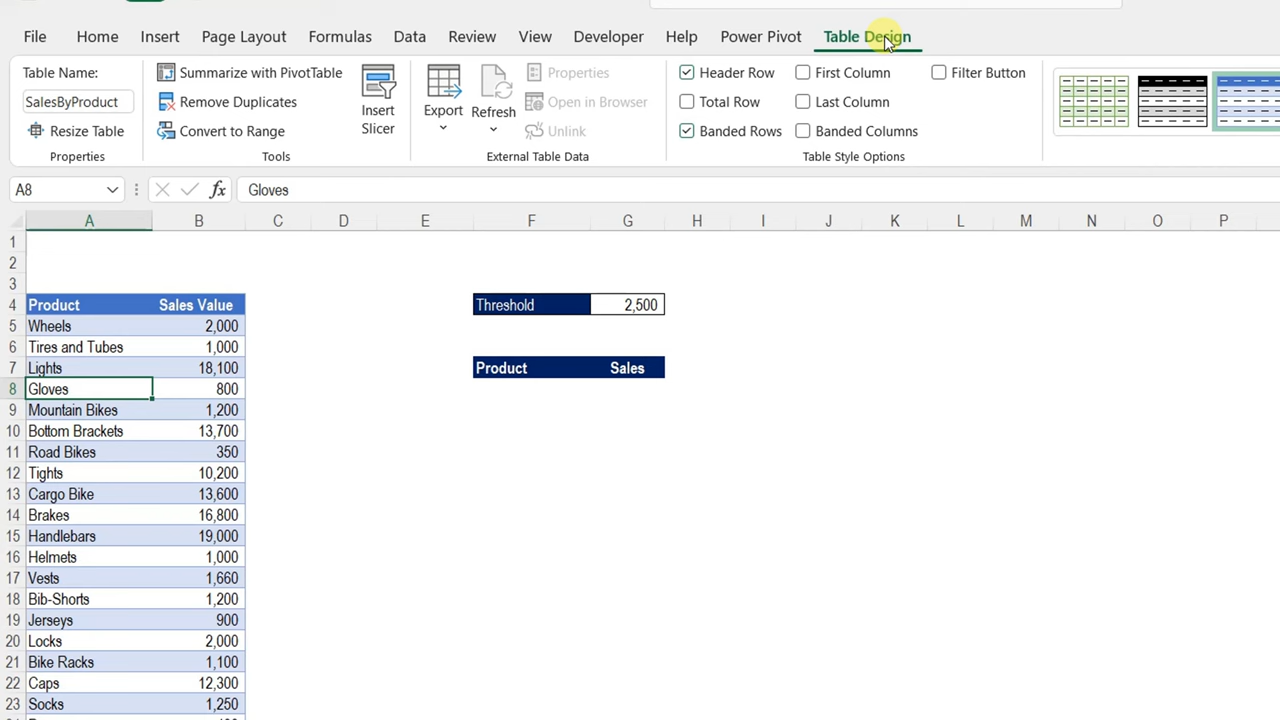 File Home Insert Page Layout Formulas Data Review View Developer Help Power Pivot Table Design
Table Name:
SalesByProduct
Resize Table
Properties
Summarize with PivotTable
Remove Duplicates
Convert to Range
Tools
Insert
Slicer
Export
Refresh
Properties
Open in Browser
Unlink
External Table Data
Header Row First Column Filter Button
Total Row Last Column
Banded Rows Banded Columns
Table Style Options
A8 fx Gloves
A B C D E F G H I J K L M N O P
1
2
3
4 Product Sales Value Threshold 2,500
5 Wheels 2,000
6 Tires and Tubes 1,000
7 Lights 18,100 Product Sales
8 Gloves 800
9 Mountain Bikes 1,200
10 Bottom Brackets 13,700
11 Road Bikes 350
12 Tights 10,200
13 Cargo Bike 13,600
14 Brakes 16,800
15 Handlebars 19,000
16 Helmets 1,000
17 Vests 1,660
18 Bib-Shorts 1,200
19 Jerseys 900
20 Locks 2,000
21 Bike Racks 1,100
22 Caps 12,300
23 Socks 1,250